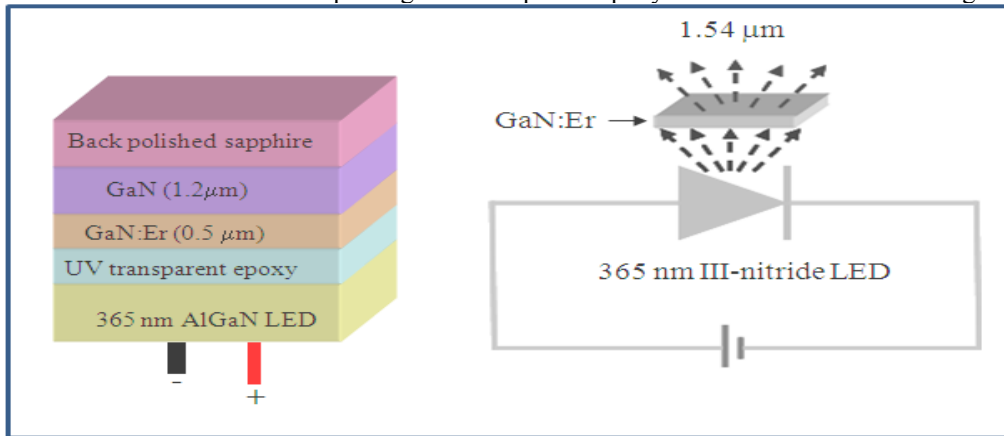 Back polished sapphire
GaN (1.2μm)
GaN:Er (0.5 μm)
UV transparent epoxy
365 nm AlGaN LED
-
+
1.54 μm
GaN:Er
365 nm III-nitride LED